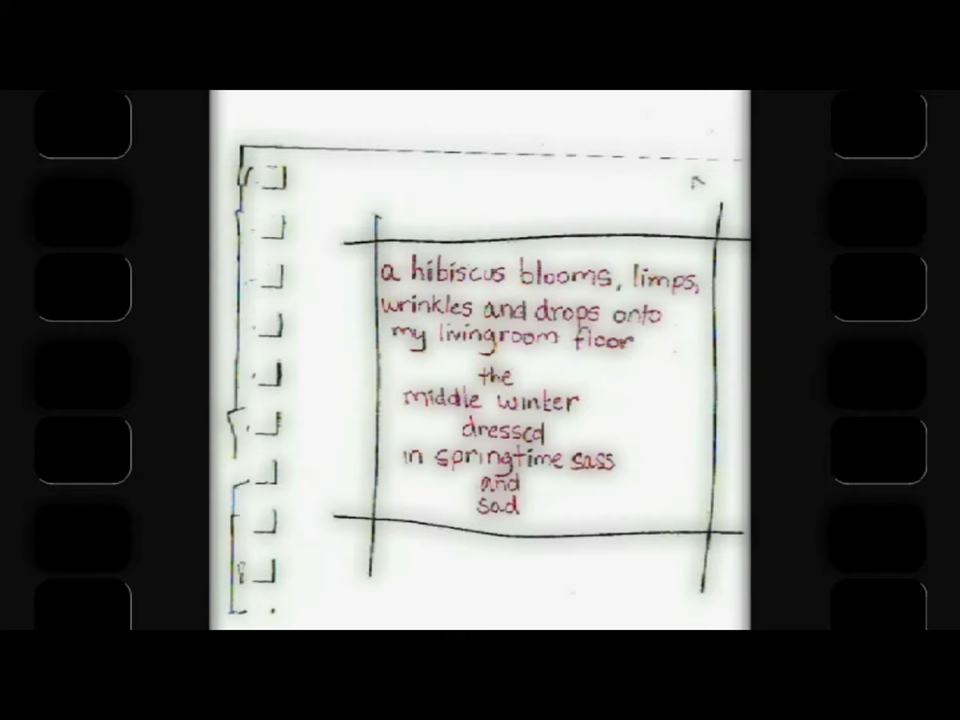 a hibiscus blooms, limps,
wrinkles and drops onto
my livingroom floor
the
middle winter
dressed
in springtime sass
and
sad